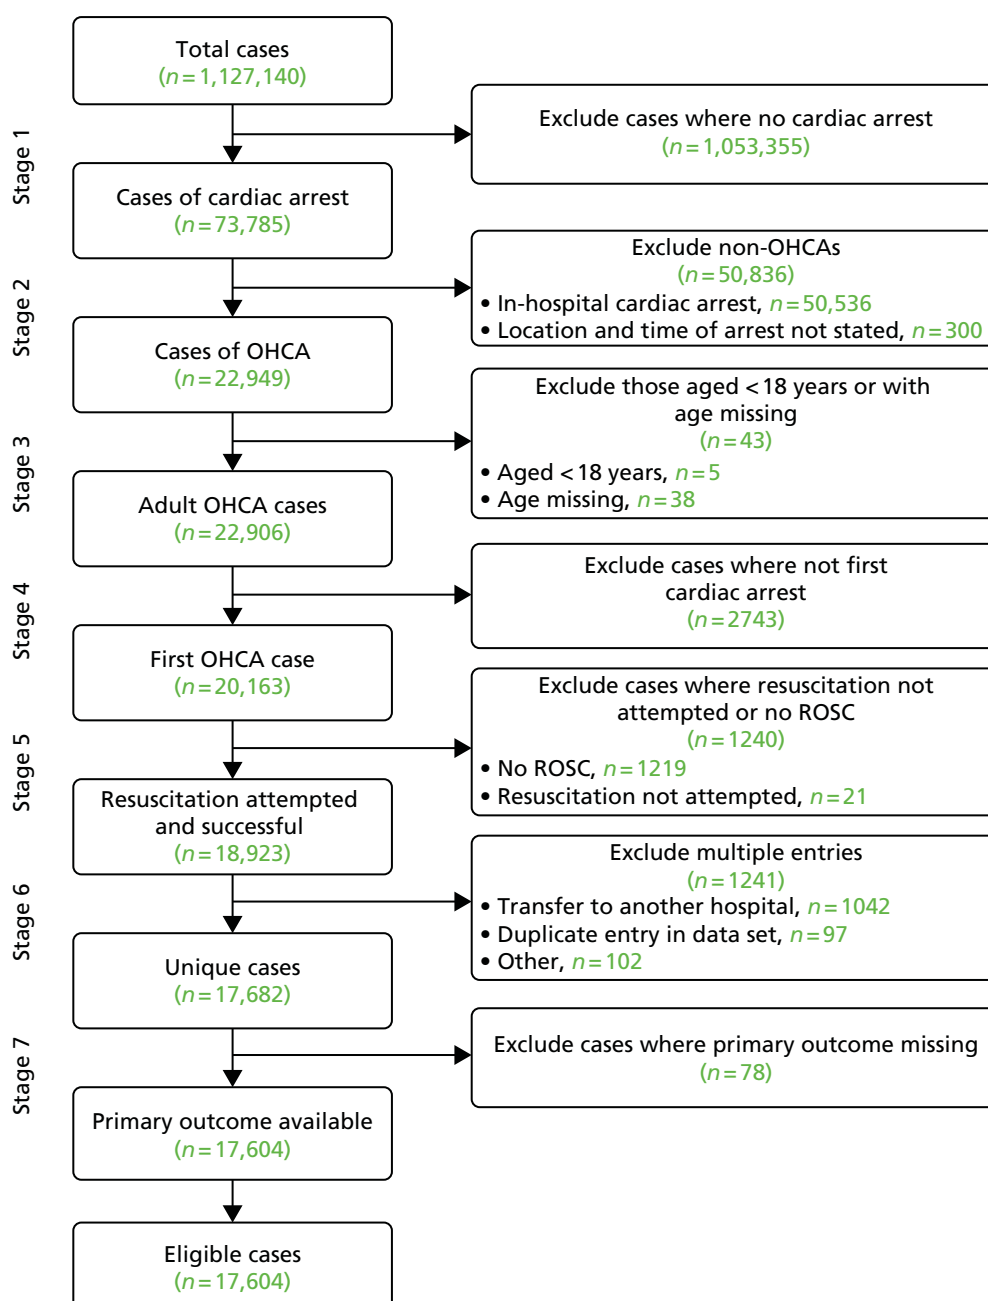 Total cases
(n=1,127,140)
Stage 1
Exclude cases where no cardiac arrest
(n=1,053,355)
Cases of cardiac arrest
(n=73,785)
Stage 2
Exclude non-OHCAs
(n=50,836)
• In-hospital cardiac arrest, n=50,536
• Location and time of arrest not stated, n=300
Cases of OHCA
(n=22,949)
Stage 3
Exclude those aged <18 years or with
age missing
(n=43)
• Aged <18 years, n=5
• Age missing, n=38
Adult OHCA cases
(n=22,906)
Stage 4
Exclude cases where not first
cardiac arrest
(n=2743)
First OHCA case
(n=20,163)
Stage 5
Exclude cases where resuscitation not
attempted or no ROSC
(n=1240)
• No ROSC, n=1219
• Resuscitation not attempted, n=21
Resuscitation attempted
and successful
(n=18,923)
Stage 6
Exclude multiple entries
(n=1241)
• Transfer to another hospital, n=1042
• Duplicate entry in data set, n=97
• Other, n=102
Unique cases
(n=17,682)
Stage 7
Exclude cases where primary outcome missing
(n=78)
Primary outcome available
(n=17,604)
Eligible cases
(n=17,604)